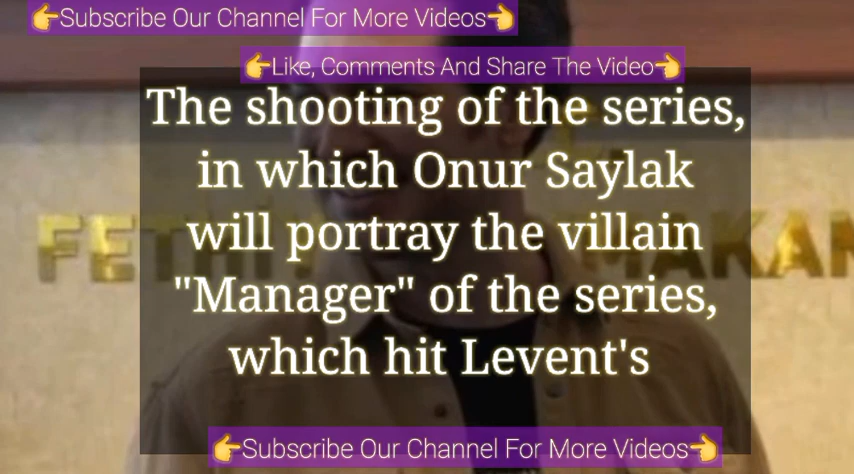 👉Subscribe Our Channel For More Videos👈
👉Like, Comments And Share The Video👈
The shooting of the series,
in which Onur Saylak
will portray the villain
"Manager" of the series,
which hit Levent's
👉Subscribe Our Channel For More Videos👈